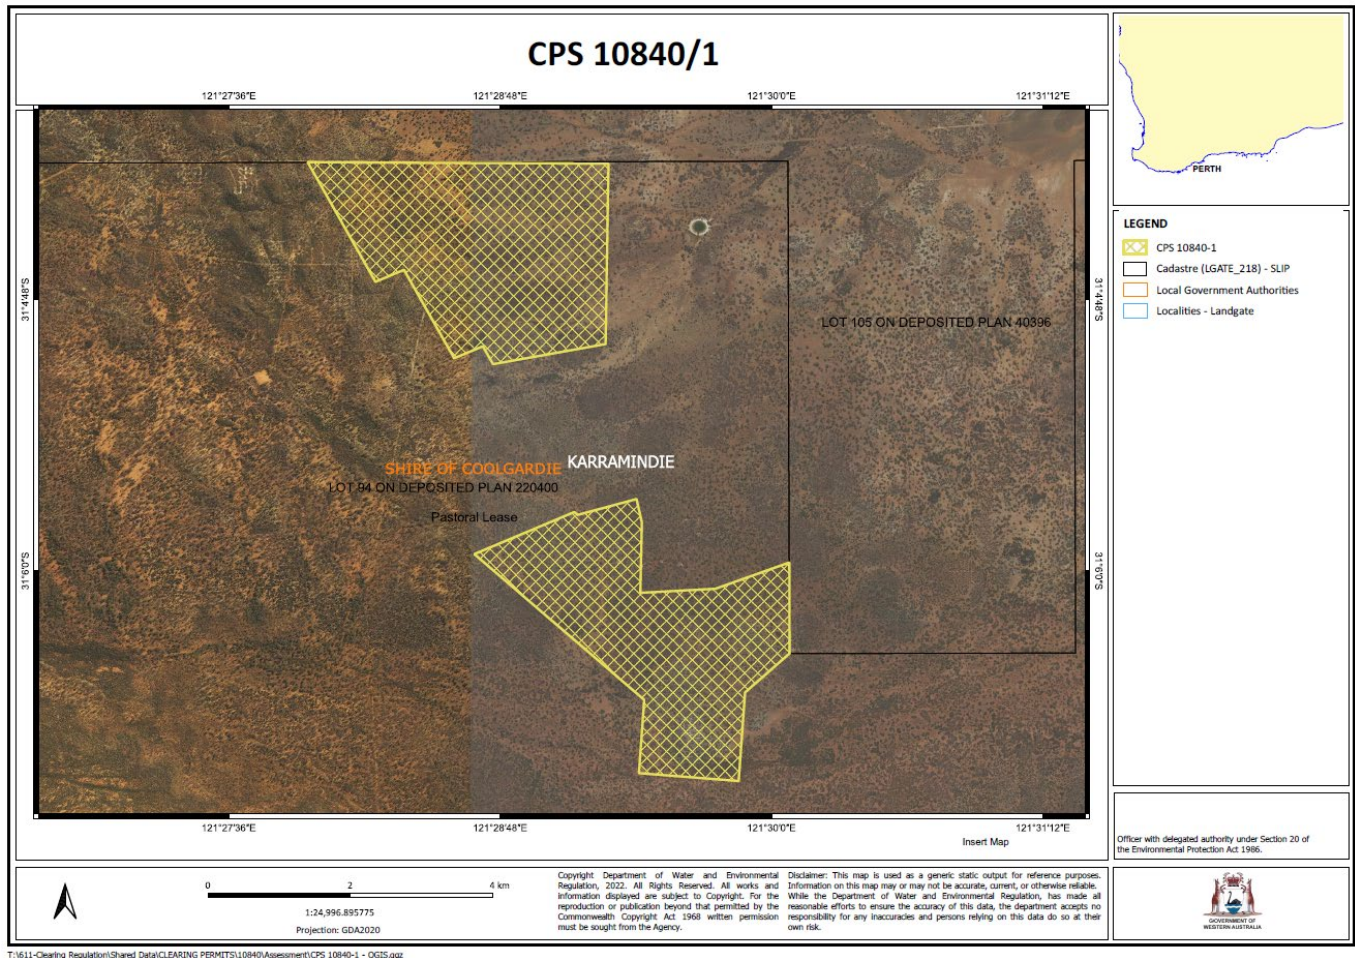 CPS 10840/1
121°27'36"E
121°28'48"E
121°30'0"E
121°31'12"E
31°4'48"S
31°4'48"S
LOT 105 ON DEPOSITED PLAN 40396
SHIRE OF COOLGARDIE
KARRAMINDIE
LOT 94 ON DEPOSITED PLAN 220400
Pastoral Lease
31°6'0"S
31°6'0"S
121°27'36"E
121°28'48"E
121°30'0"E
121°31'12"E
Insert Map
PERTH
LEGEND
CPS 10840-1
Cadastre (LGATE_218) - SLIP
Local Government Authorities
Localities - Landgate
Officer with delegated authority under Section 20 of
the Environmental Protection Act 1986.
0 2 4 km
1:24,996.895775
Projection: GDA2020
Copyright Department of Water and Environmental
Regulation, 2022. All Rights Reserved. All works and
information displayed are subject to Copyright. For the
reproduction or publication beyond that permitted by the
Commonwealth Copyright Act 1968 written permission
must be sought from the Agency.
Disclaimer: This map is used as a generic static output for reference purposes.
Information on this map may or may not be accurate, current, or otherwise reliable.
While the Department of Water and Environmental Regulation, has made all
reasonable efforts to ensure the accuracy of this data, the department accepts no
responsibility for any inaccuracies and persons relying on this data do so at their
own risk.
GOVERNMENT OF
WESTERN AUSTRALIA
T:\611-Clearing Regulation\Shared Data\CLEARING PERMITS\10840\Assessment\CPS 10840-1 - OGIS.qgz